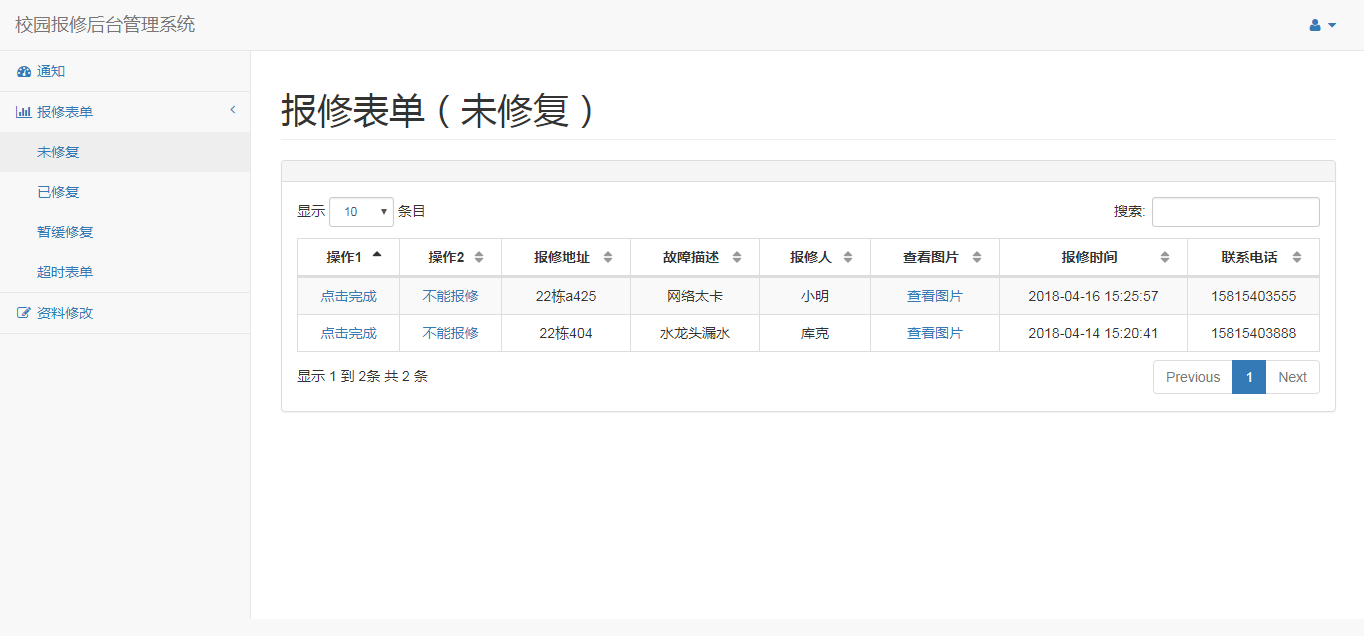 校园报修后台管理系统
通知
报修表单
未修复
已修复
暂缓修复
超时表单
资料修改
报修表单（未修复）
显示 10 条目 搜索:
操作1 操作2 报修地址 故障描述 报修人 查看图片 报修时间 联系电话
点击完成 不能报修 22栋a425 网络太卡 小明 查看图片 2018-04-16 15:25:57 15815403555
点击完成 不能报修 22栋404 水龙头漏水 库克 查看图片 2018-04-14 15:20:41 15815403888
显示 1 到 2条 共 2 条 Previous 1 Next